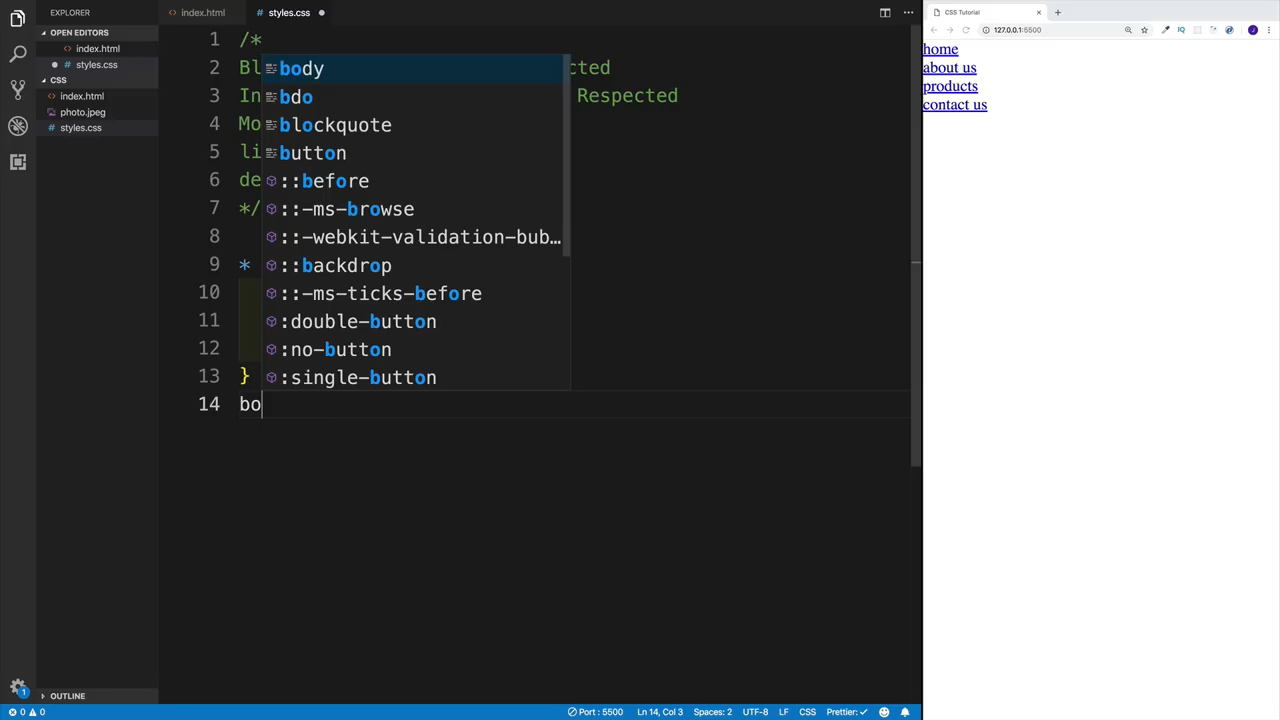 EXPLORER
OPEN EDITORS
index.html
styles.css
CSS
index.html
photo.jpeg
styles.css
OUTLINE
index.html
styles.css
1 /*
2 Bl cted
3 In Respected
4 Mo
5 li
6 de
7 */
8
9 *
10
11
12
13 }
14 bo
body
bdo
blockquote
button
::before
::-ms-browse
::-webkit-validation-bub…
::backdrop
::-ms-ticks-before
:double-button
:no-button
:single-button
CSS Tutorial
127.0.0.1:5500
IQ
J
home
about us
products
contact us
1
0 0
Port : 5500 Ln 14, Col 3 Spaces: 2 UTF-8 LF CSS Prettier: ✓